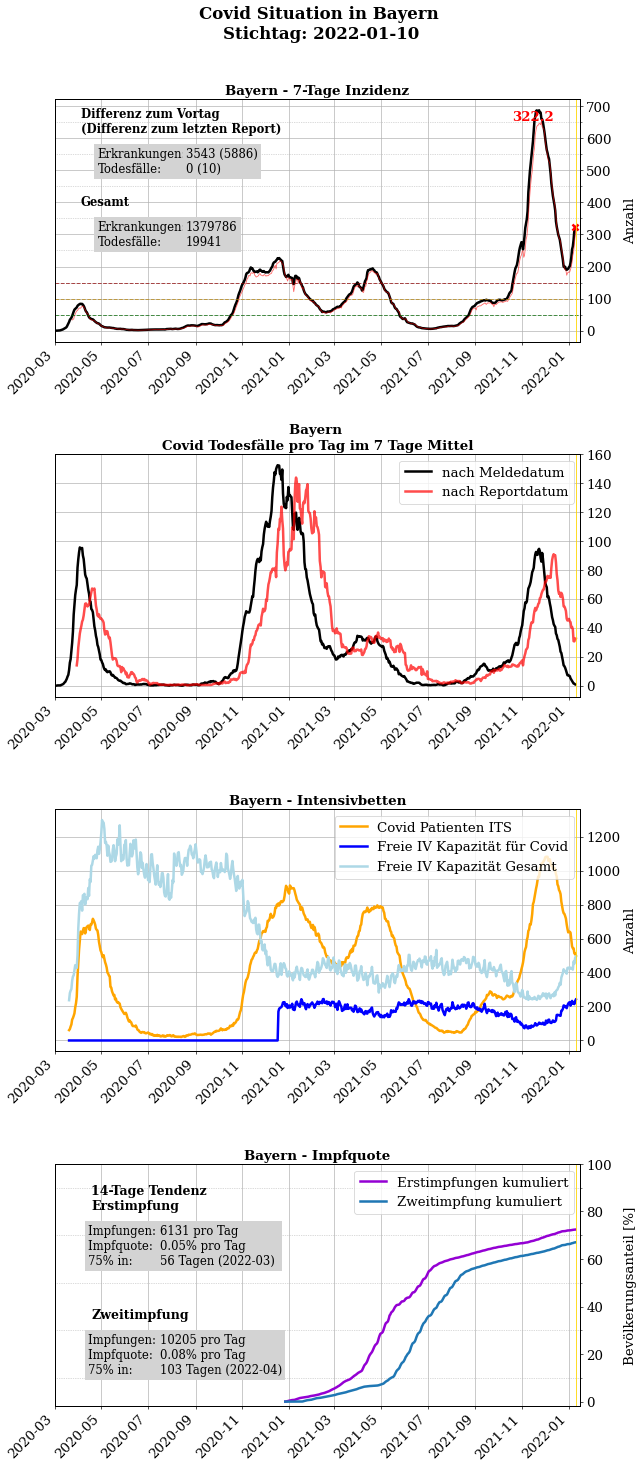 Covid Situation in Bayern
Stichtag: 2022-01-10
Bayern - 7-Tage Inzidenz
Differenz zum Vortag
(Differenz zum letzten Report)
Erkrankungen 3543 (5886)
Todesfälle: 0 (10)
Gesamt
Erkrankungen 1379786
Todesfälle: 19941
322.2
700
600
500
400
300
200
100
0
Anzahl
2020-03
2020-05
2020-07
2020-09
2020-11
2021-01
2021-03
2021-05
2021-07
2021-09
2021-11
2022-01
Bayern
Covid Todesfälle pro Tag im 7 Tage Mittel
nach Meldedatum
nach Reportdatum
160
140
120
100
80
60
40
20
0
2020-03
2020-05
2020-07
2020-09
2020-11
2021-01
2021-03
2021-05
2021-07
2021-09
2021-11
2022-01
Bayern - Intensivbetten
Covid Patienten ITS
Freie IV Kapazität für Covid
Freie IV Kapazität Gesamt
1200
1000
800
600
400
200
0
Anzahl
2020-03
2020-05
2020-07
2020-09
2020-11
2021-01
2021-03
2021-05
2021-07
2021-09
2021-11
2022-01
Bayern - Impfquote
14-Tage Tendenz
Erstimpfung
Impfungen: 6131 pro Tag
Impfquote: 0.05% pro Tag
75% in: 56 Tagen (2022-03)
Zweitimpfung
Impfungen: 10205 pro Tag
Impfquote: 0.08% pro Tag
75% in: 103 Tagen (2022-04)
Erstimpfungen kumuliert
Zweitimpfung kumuliert
100
80
60
40
20
0
Bevölkerungsanteil [%]
2020-03
2020-05
2020-07
2020-09
2020-11
2021-01
2021-03
2021-05
2021-07
2021-09
2021-11
2022-01